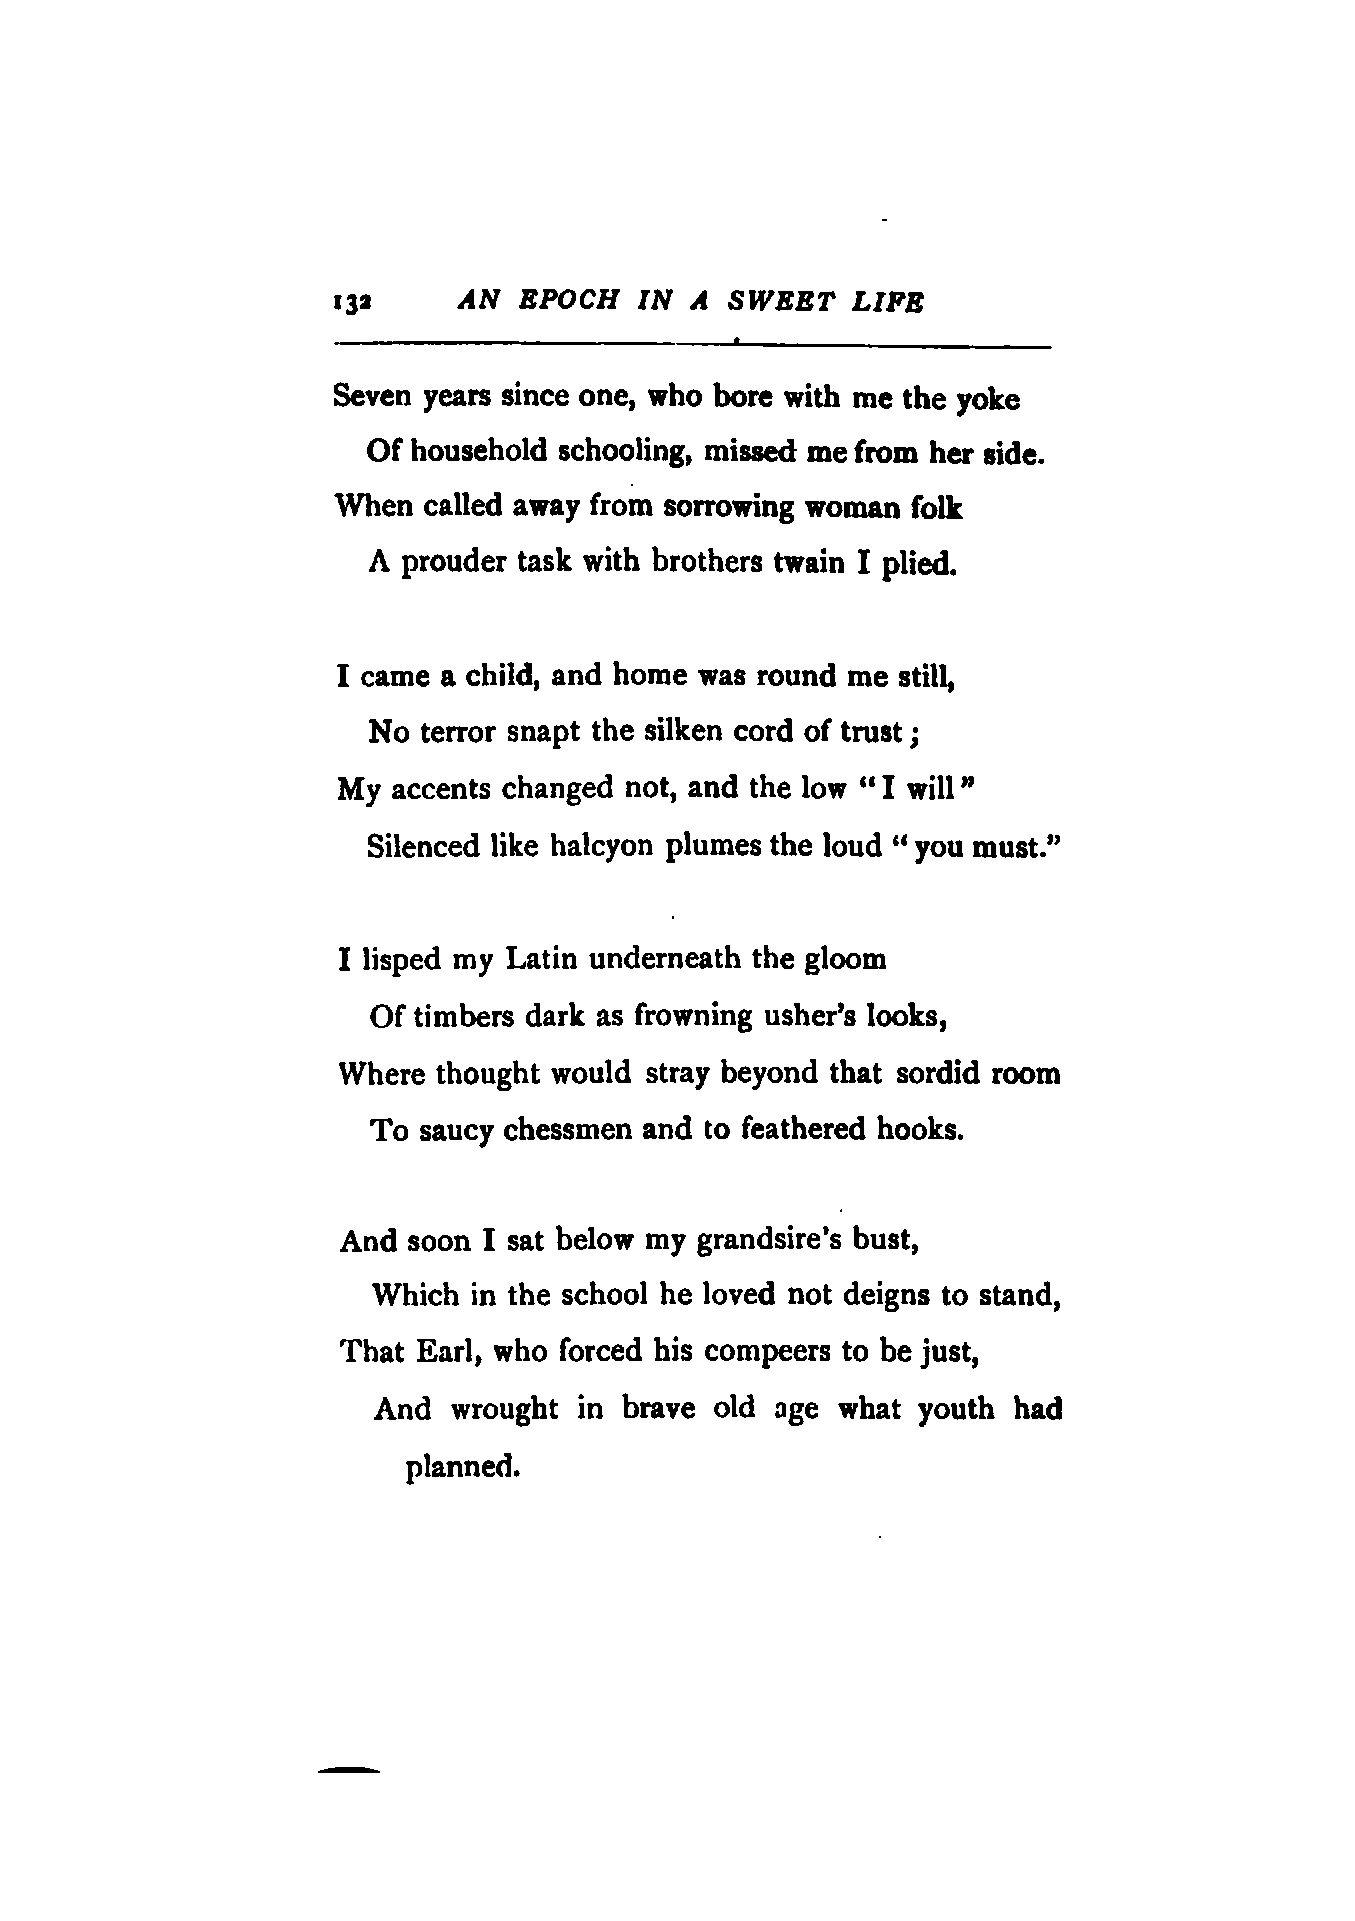 132 AN EPOCH IN A SWEET LIFE
Seven years since one, who bore with me the yoke
Of household schooling, missed me from her side.
When called away from sorrowing woman folk
A prouder task with brothers twain I plied.
I came a child, and home was round me still,
No terror snapt the silken cord of trust;
My accents changed not, and the low “I will”
Silenced like halcyon plumes the loud “you must.”
I lisped my Latin underneath the gloom
Of timbers dark as frowning usher's looks,
Where thought would stray beyond that sordid room
To saucy chessmen and to feathered hooks.
And soon I sat below my grandsire's bust,
Which in the school he loved not deigns to stand,
That Earl, who forced his compeers to be just,
And wrought in brave old age what youth had
planned.